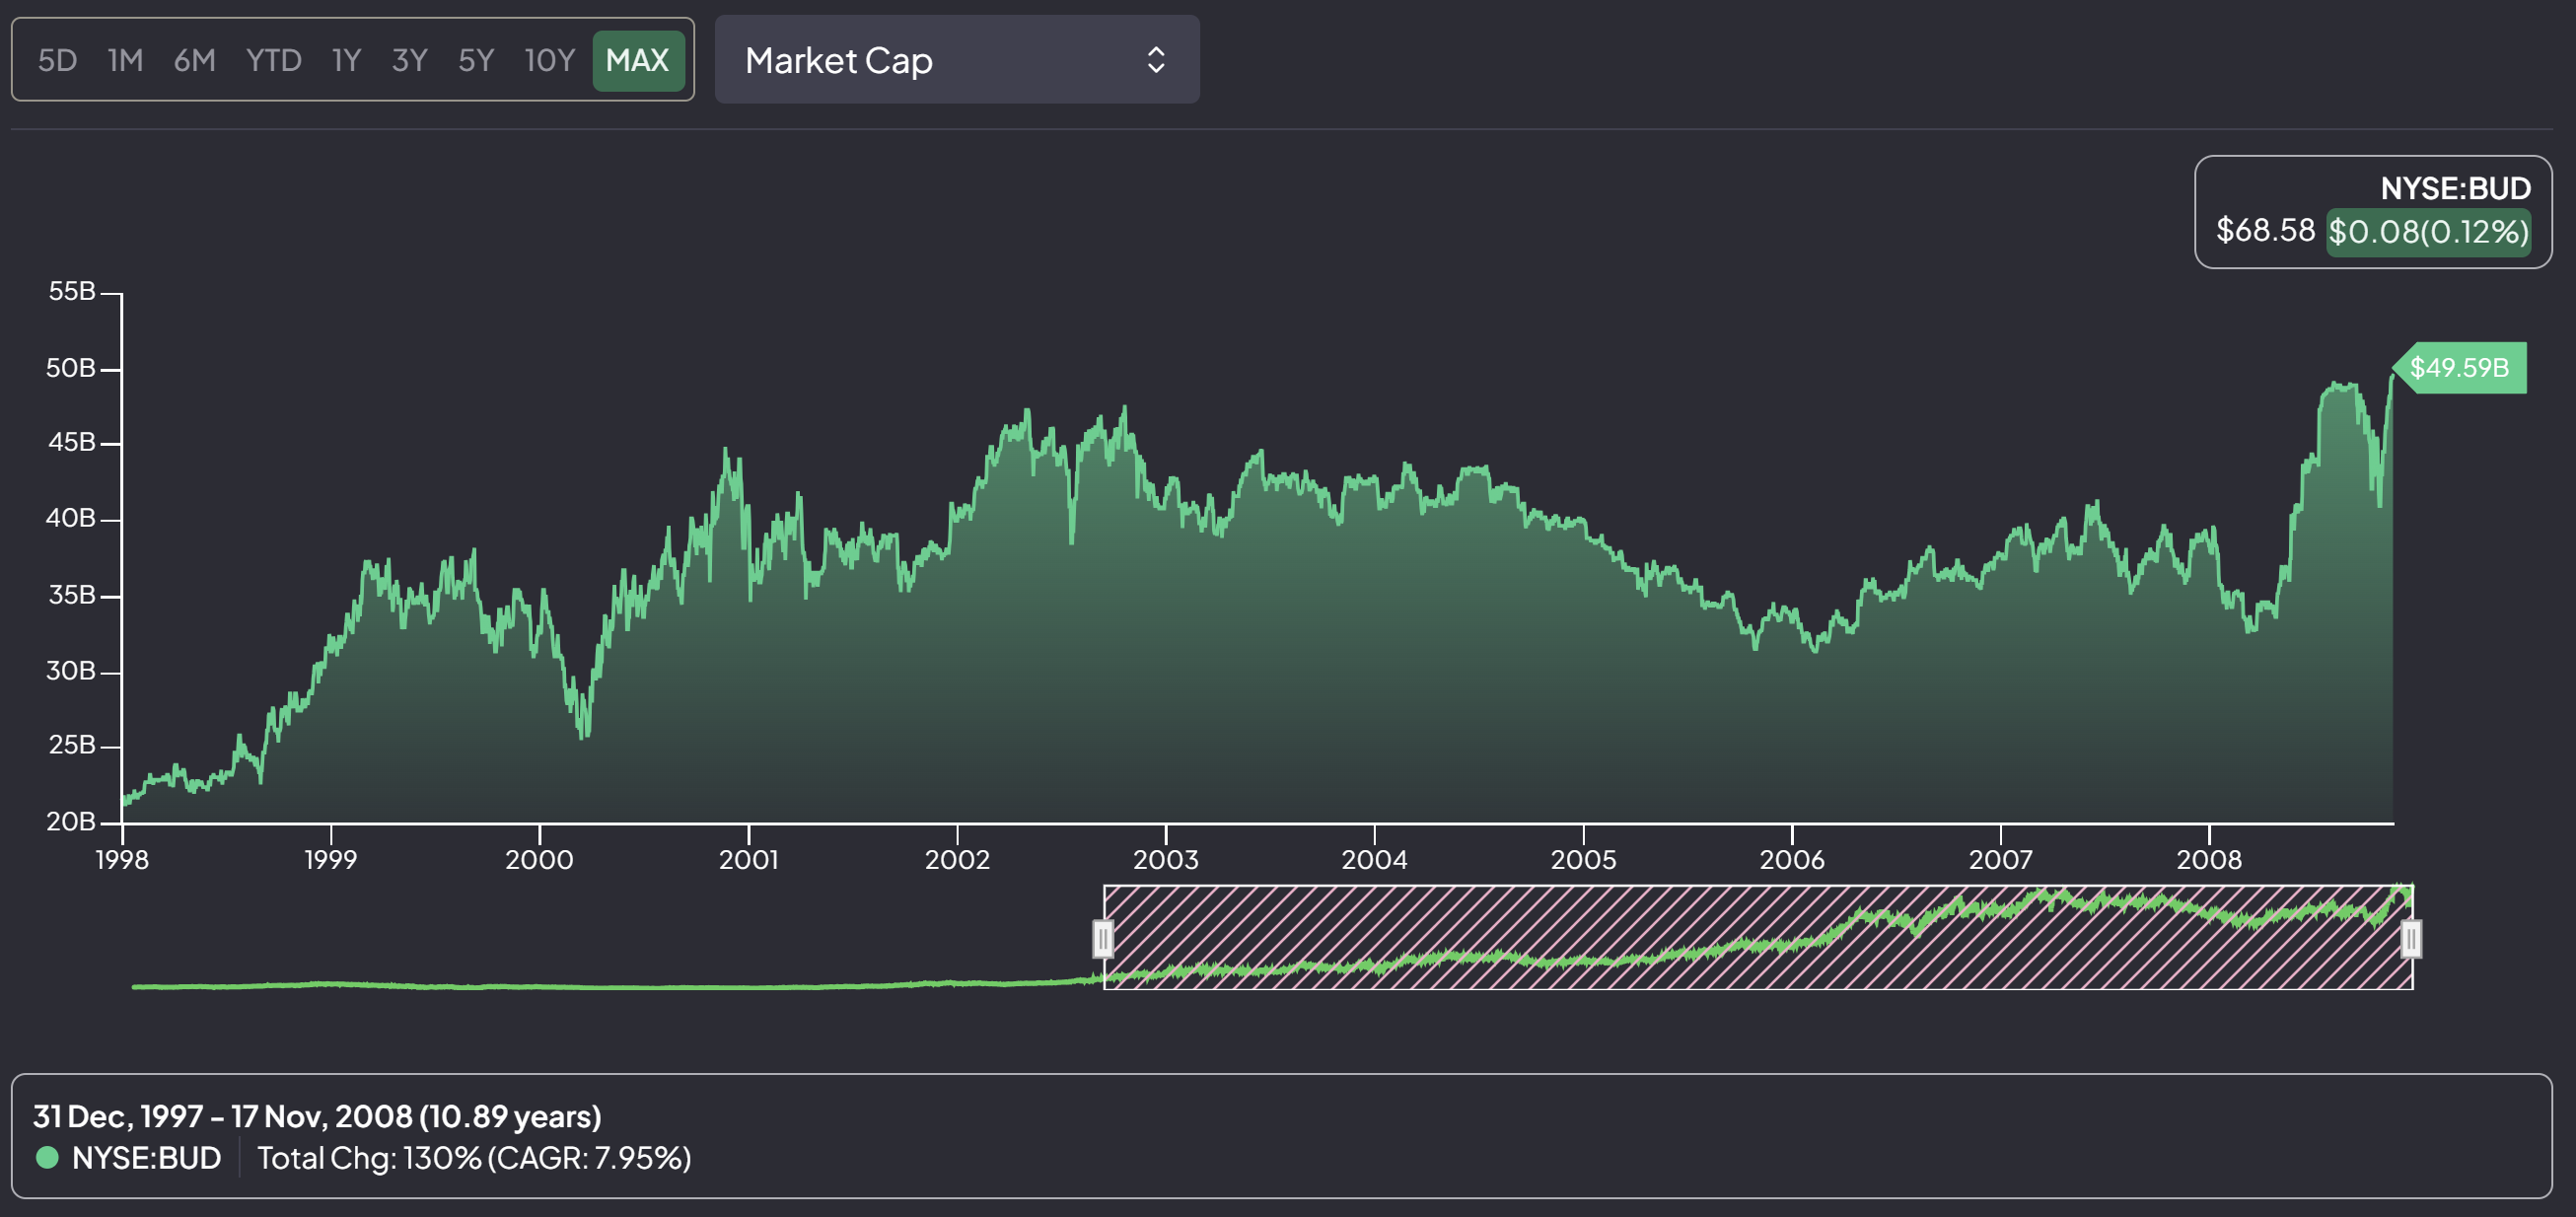 5D 1M 6M YTD 1Y 3Y 5Y 10Y MAX Market Cap
NYSE:BUD
$68.58 $0.08(0.12%)
55B
50B
$49.59B
45B
40B
35B
30B
25B
20B
1998 1999 2000 2001 2002 2003 2004 2005 2006 2007 2008
31 Dec, 1997 - 17 Nov, 2008 (10.89 years)
NYSE:BUD Total Chg: 130% (CAGR: 7.95%)